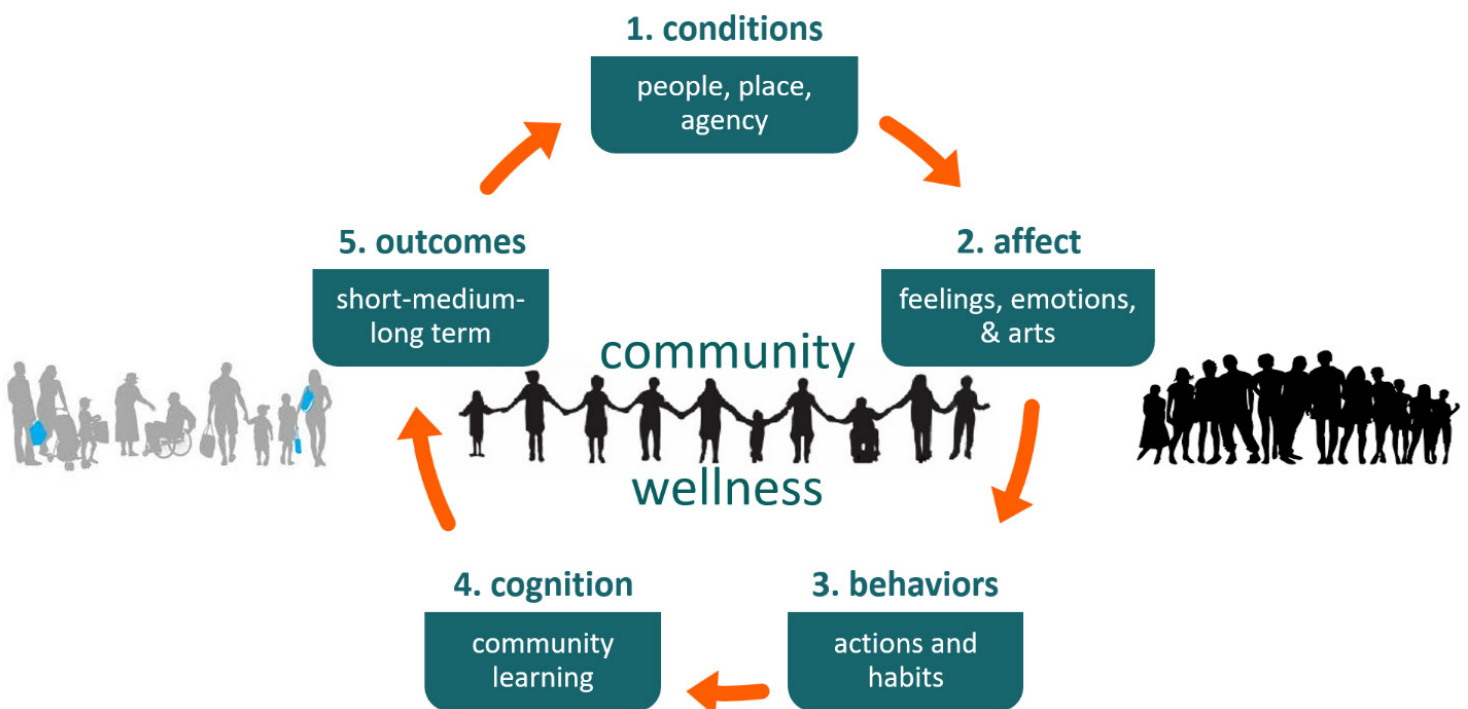 1. conditions
people, place,
agency
2. affect
feelings, emotions,
& arts
3. behaviors
actions and
habits
4. cognition
community
learning
5. outcomes
short-medium-
long term
community
wellness